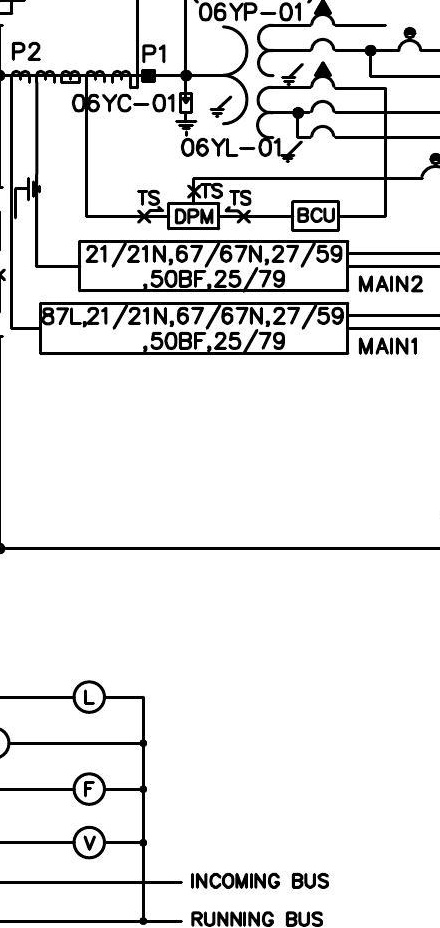 06YP-01
P2
P1
06YC-01
06YL-01
TS
TS
TS
DPM
BCU
21/21N,67/67N,27/59
,50BF,25/79
MAIN2
87L,21/21N,67/67N,27/59
,50BF,25/79
MAIN1
L
F
V
INCOMING BUS
RUNNING BUS